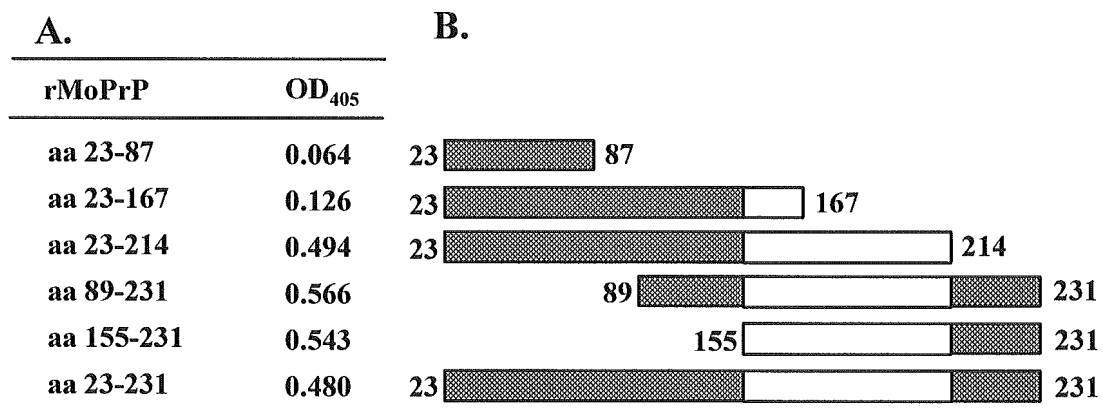 A.
B.
rMoPrP OD405
aa 23-87 0.064 23 87
aa 23-167 0.126 23 167
aa 23-214 0.494 23 214
aa 89-231 0.566 89 231
aa 155-231 0.543 155 231
aa 23-231 0.480 23 231